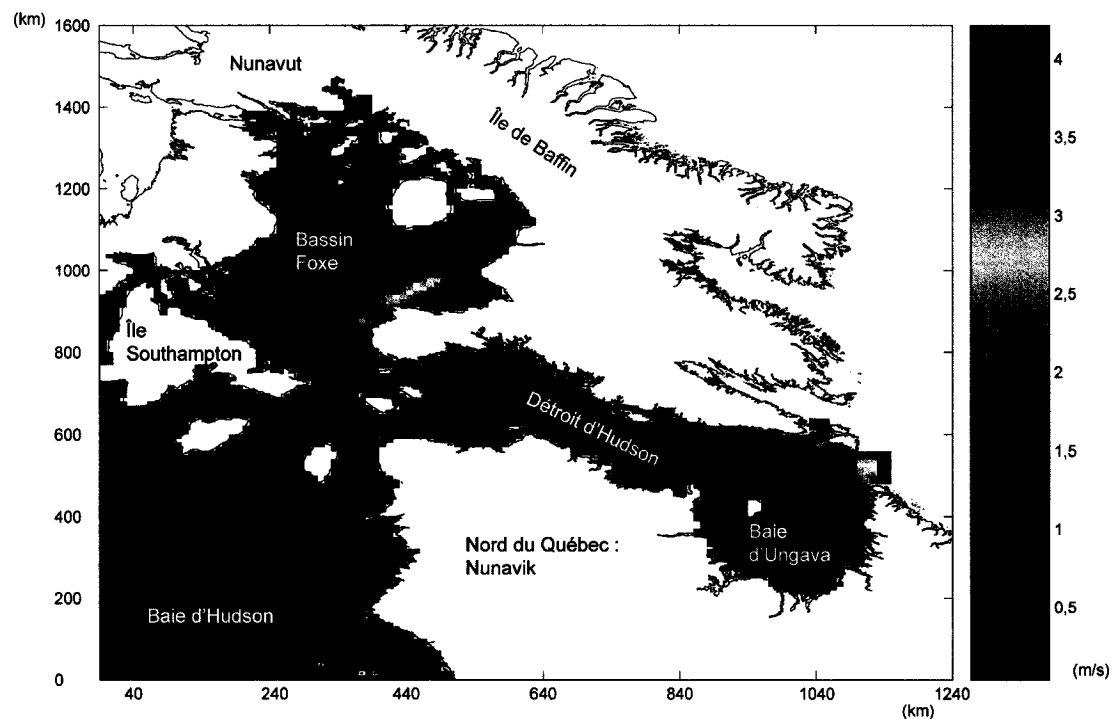 (km)
1600
1400
1200
1000
800
600
400
200
0
40
240
440
640
840
1040
1240
(km)
Nunavut
Île de Baffin
Bassin
Foxe
Île
Southampton
Détroit d'Hudson
Nord du Québec :
Nunavik
Baie
d'Ungava
Baie d'Hudson
4
3,5
3
2,5
2
1,5
1
0,5
(m/s)